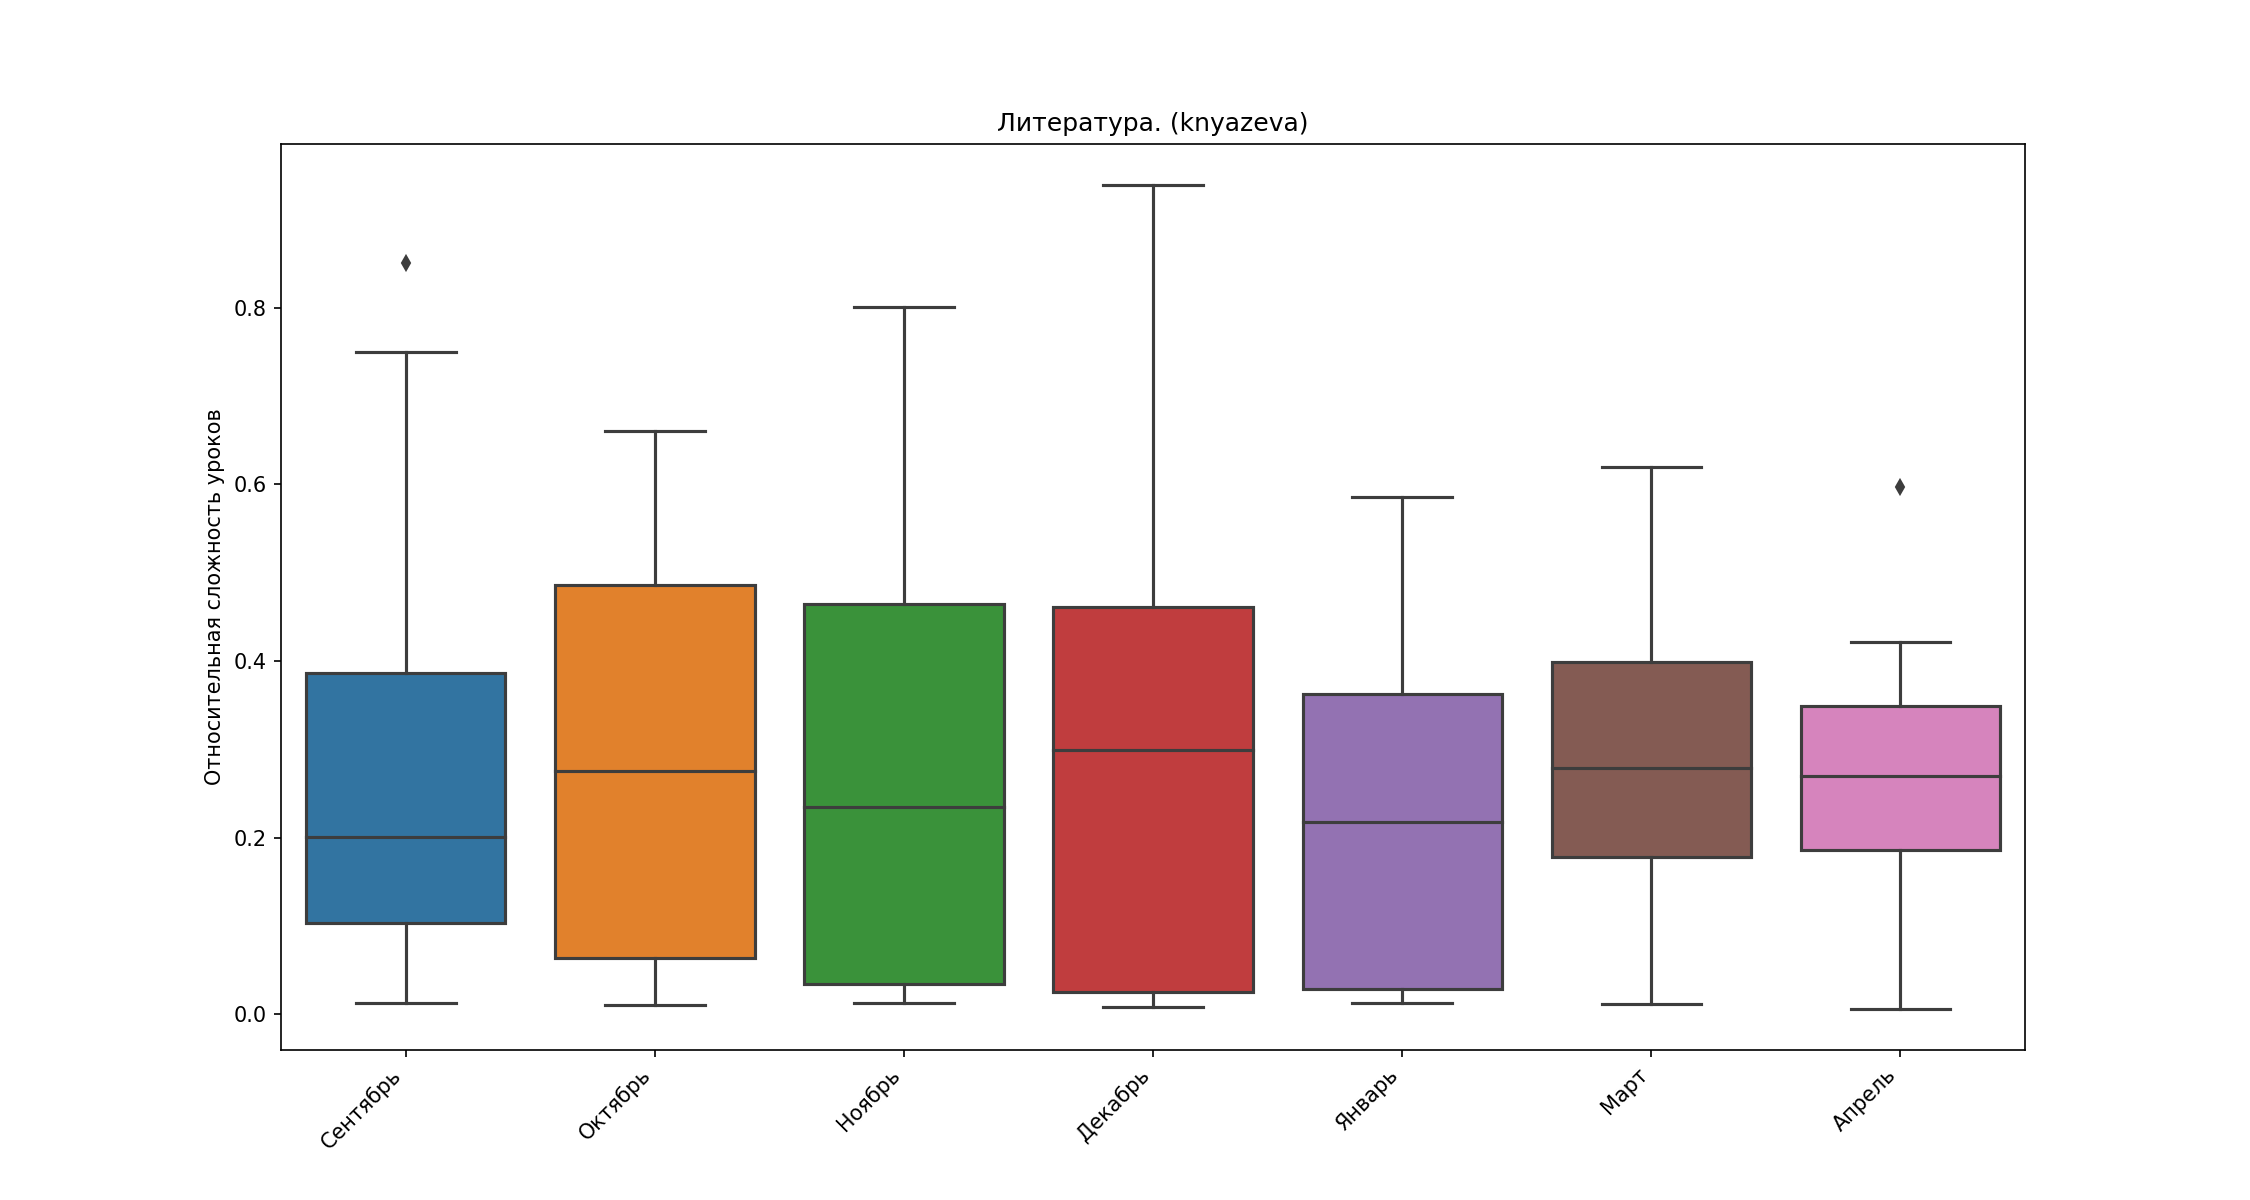 Литература. (knyazeva)
Относительная сложность уроков
0.8
0.6
0.4
0.2
0.0
Сентябрь
Октябрь
Ноябрь
Декабрь
Январь
Март
Апрель